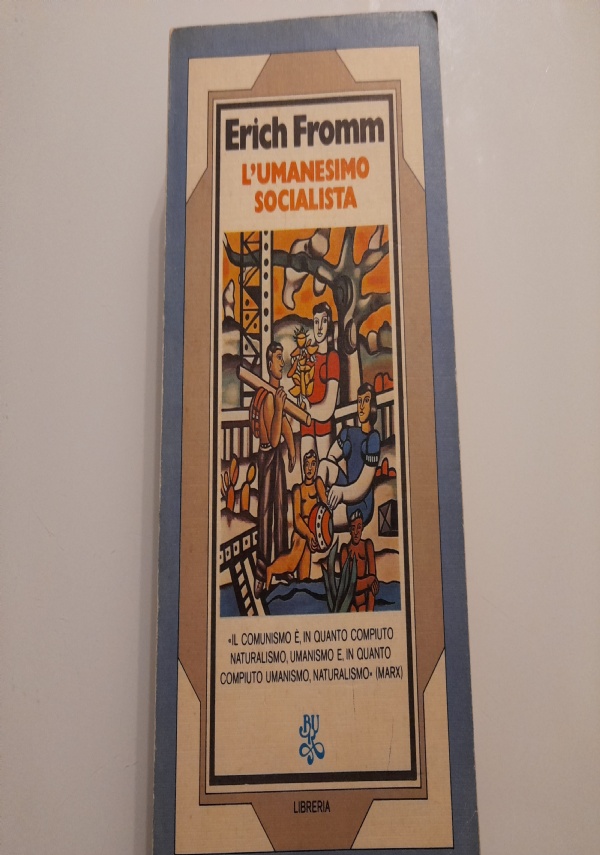 Erich Fromm
L'UMANESIMO
SOCIALISTA
«IL COMUNISMO È, IN QUANTO COMPIUTO
NATURALISMO, UMANISMO E, IN QUANTO
COMPIUTO UMANISMO, NATURALISMO» (MARX)
BUR
LIBRERIA